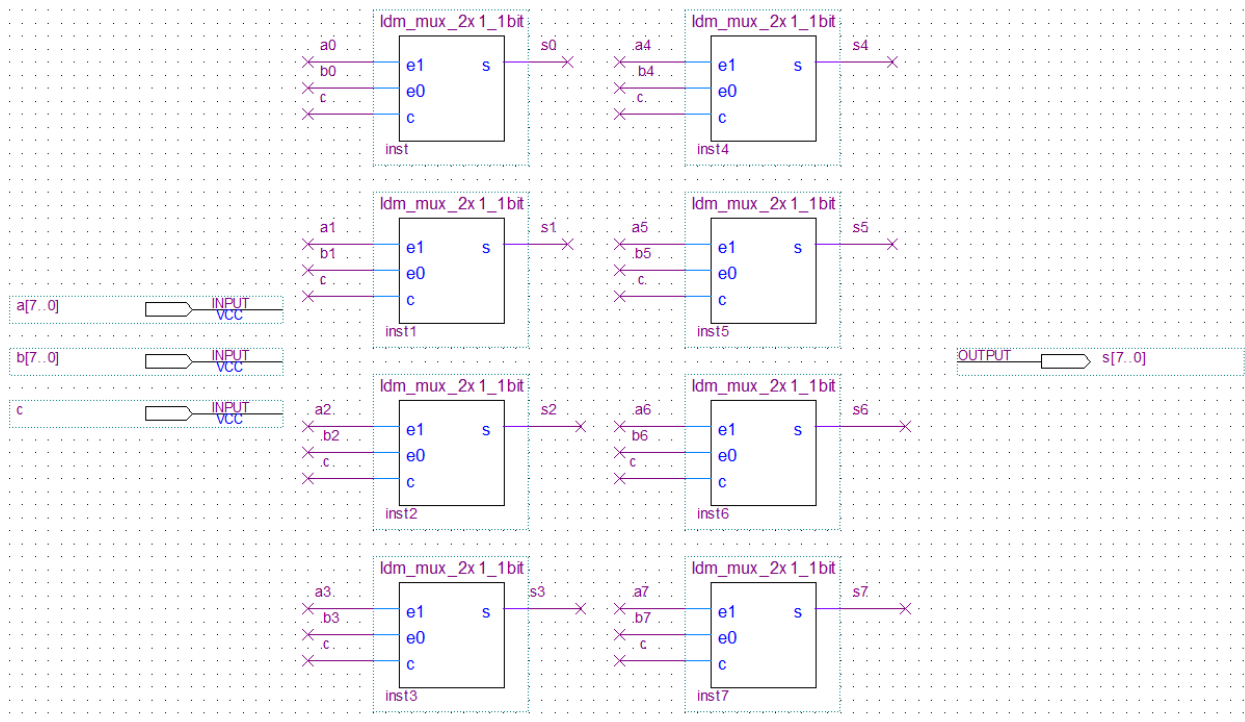 ldm_mux_2x1_1bit
a0
b0
c
e1
e0
c
s
s0
inst
ldm_mux_2x1_1bit
a4
b4
c
e1
e0
c
s
s4
inst4
ldm_mux_2x1_1bit
a1
b1
c
e1
e0
c
s
s1
inst1
ldm_mux_2x1_1bit
a5
b5
c
e1
e0
c
s
s5
inst5
a[7..0]
INPUT
VCC
b[7..0]
INPUT
VCC
c
INPUT
VCC
OUTPUT
s[7..0]
ldm_mux_2x1_1bit
a2
b2
c
e1
e0
c
s
s2
inst2
ldm_mux_2x1_1bit
a6
b6
c
e1
e0
c
s
s6
inst6
ldm_mux_2x1_1bit
a3
b3
c
e1
e0
c
s
s3
inst3
ldm_mux_2x1_1bit
a7
b7
c
e1
e0
c
s
s7
inst7